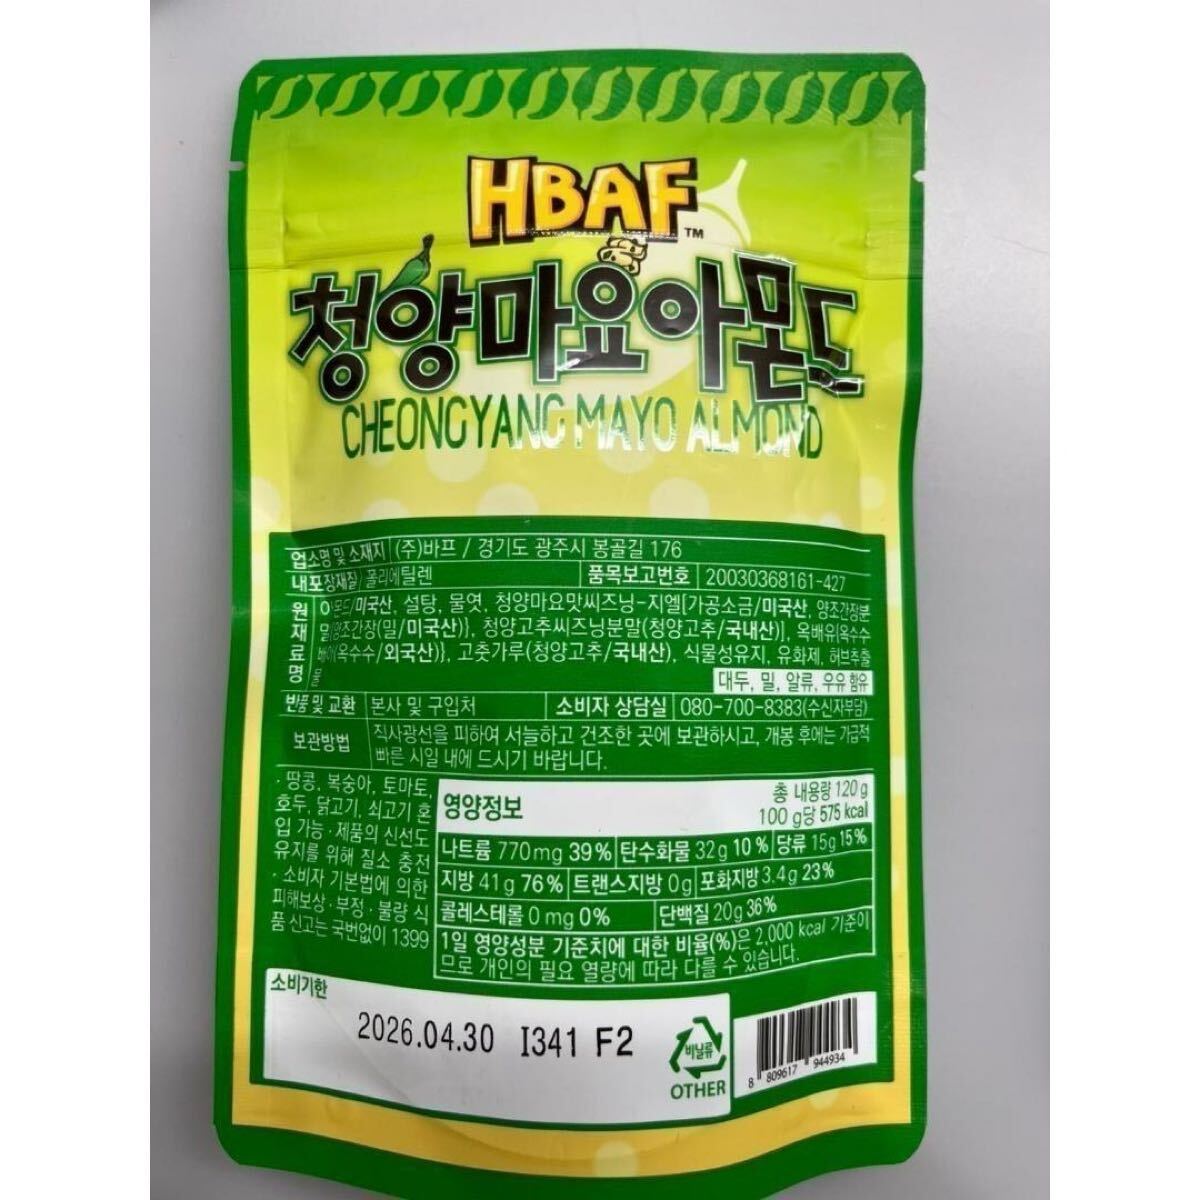 HBAF™
청양마요아몬드
CHEONGYANG MAYO ALMOND
업소명 및 소재지 (주)바프 / 경기도 광주시 봉골길 176
내포장재질 폴리에틸렌 품목보고번호 20030368161-427
원재료명
아몬드/미국산, 설탕, 물엿, 청양마요맛씨즈닝-지엘[가공소금/미국산, 양조간장분
말{양조간장(밀/미국산)}, 청양고추씨즈닝분말(청양고추/국내산)], 옥배유{옥수수
배아(옥수수/외국산)}, 고춧가루(청양고추/국내산), 식물성유지, 유화제, 허브추출
물
대두, 밀, 알류, 우유 함유
반품 및 교환 본사 및 구입처 소비자 상담실 080-700-8383(수신자부담)
보관방법
직사광선을 피하여 서늘하고 건조한 곳에 보관하시고, 개봉 후에는 가급적
빠른 시일 내에 드시기 바랍니다.
· 땅콩, 복숭아, 토마토,
호두, 닭고기, 쇠고기 혼
입 가능 · 제품의 신선도
유지를 위해 질소 충전
· 소비자 기본법에 의한
피해보상 · 부정 · 불량 식
품 신고는 국번없이 1399
영양정보
총 내용량 120 g
100 g당 575 kcal
나트륨 770mg 39% 탄수화물 32g 10% 당류 15g 15%
지방 41g 76% 트랜스지방 0g 포화지방 3.4g 23%
콜레스테롤 0mg 0% 단백질 20g 36%
1일 영양성분 기준치에 대한 비율(%)은 2,000 kcal 기준이
므로 개인의 필요 열량에 따라 다를 수 있습니다.
소비기한
2026.04.30 I341 F2
비닐류
OTHER
8 809617 944934